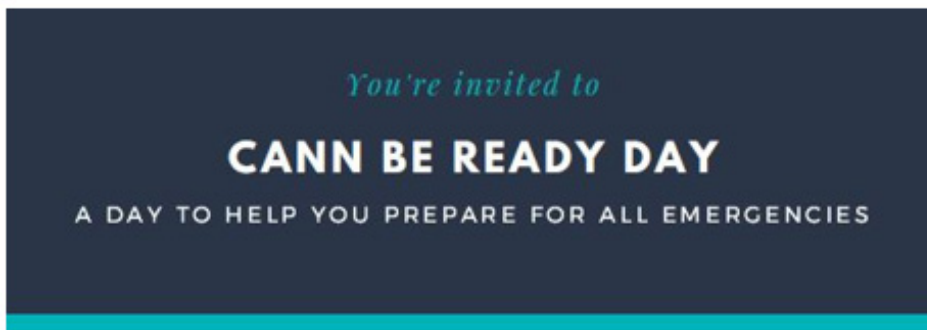 You're invited to
CANN BE READY DAY
A DAY TO HELP YOU PREPARE FOR ALL EMERGENCIES